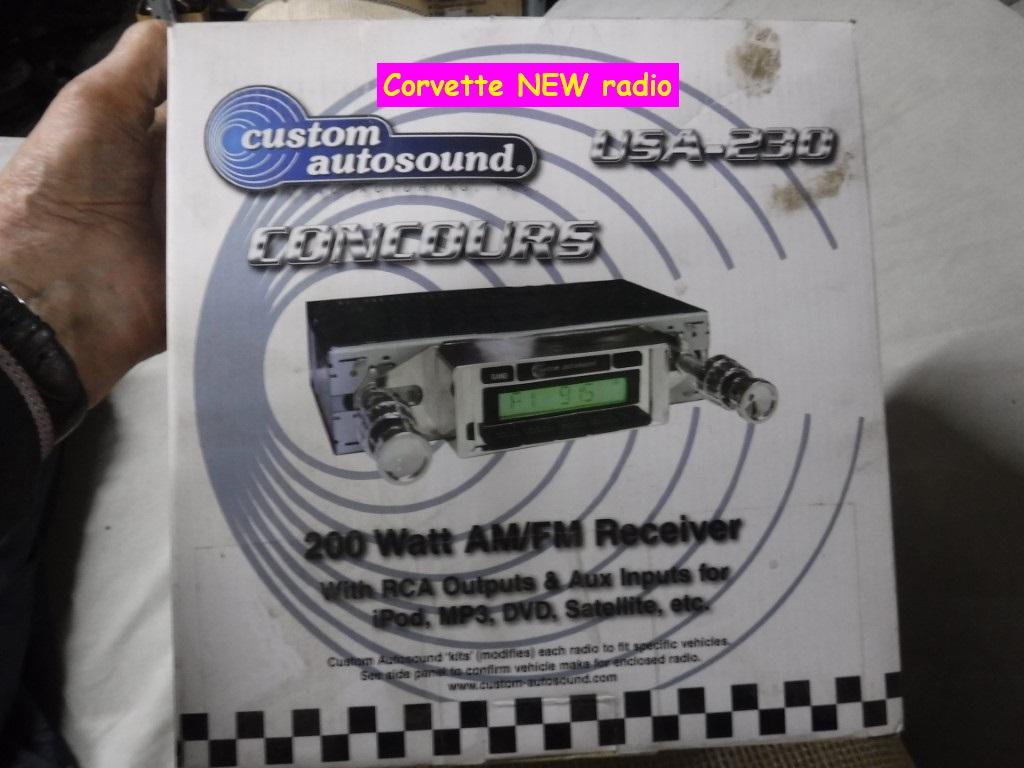 Corvette NEW radio
custom
autosound®
USA-230
CONCOURS
200 Watt AM/FM Receiver
With RCA Outputs & Aux Inputs for
iPod, MP3, DVD, Satellite, etc.
Custom Autosound 'kits' (modifies) each radio to fit specific vehicles.
See side panel to confirm vehicle make for enclosed radio.
www.custom-autosound.com